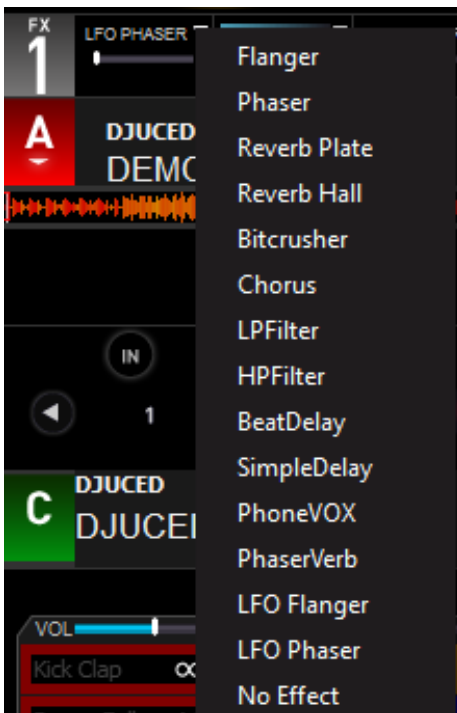 FX
1
LFO PHASER
A
DJUCED
DEMO
IN
1
C
DJUCED
DJUCE
VOL
Kick Clap
Flanger
Phaser
Reverb Plate
Reverb Hall
Bitcrusher
Chorus
LPFilter
HPFilter
BeatDelay
SimpleDelay
PhoneVOX
PhaserVerb
LFO Flanger
LFO Phaser
No Effect